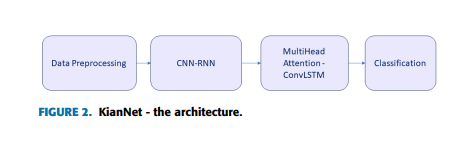 Data Preprocessing
CNN-RNN
MultiHead
Attention -
ConvLSTM
Classification
FIGURE 2. KianNet - the architecture.